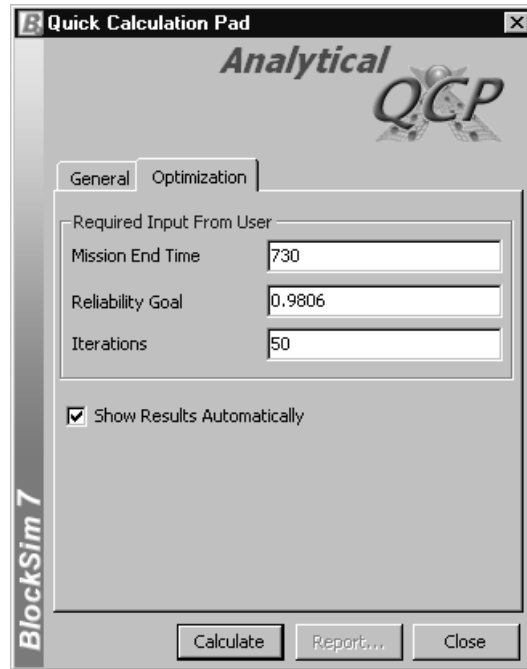 Quick Calculation Pad
Analytical
QCP
General Optimization
Required Input From User
Mission End Time 730
Reliability Goal 0.9806
Iterations 50
Show Results Automatically
BlockSim 7
Calculate Report... Close